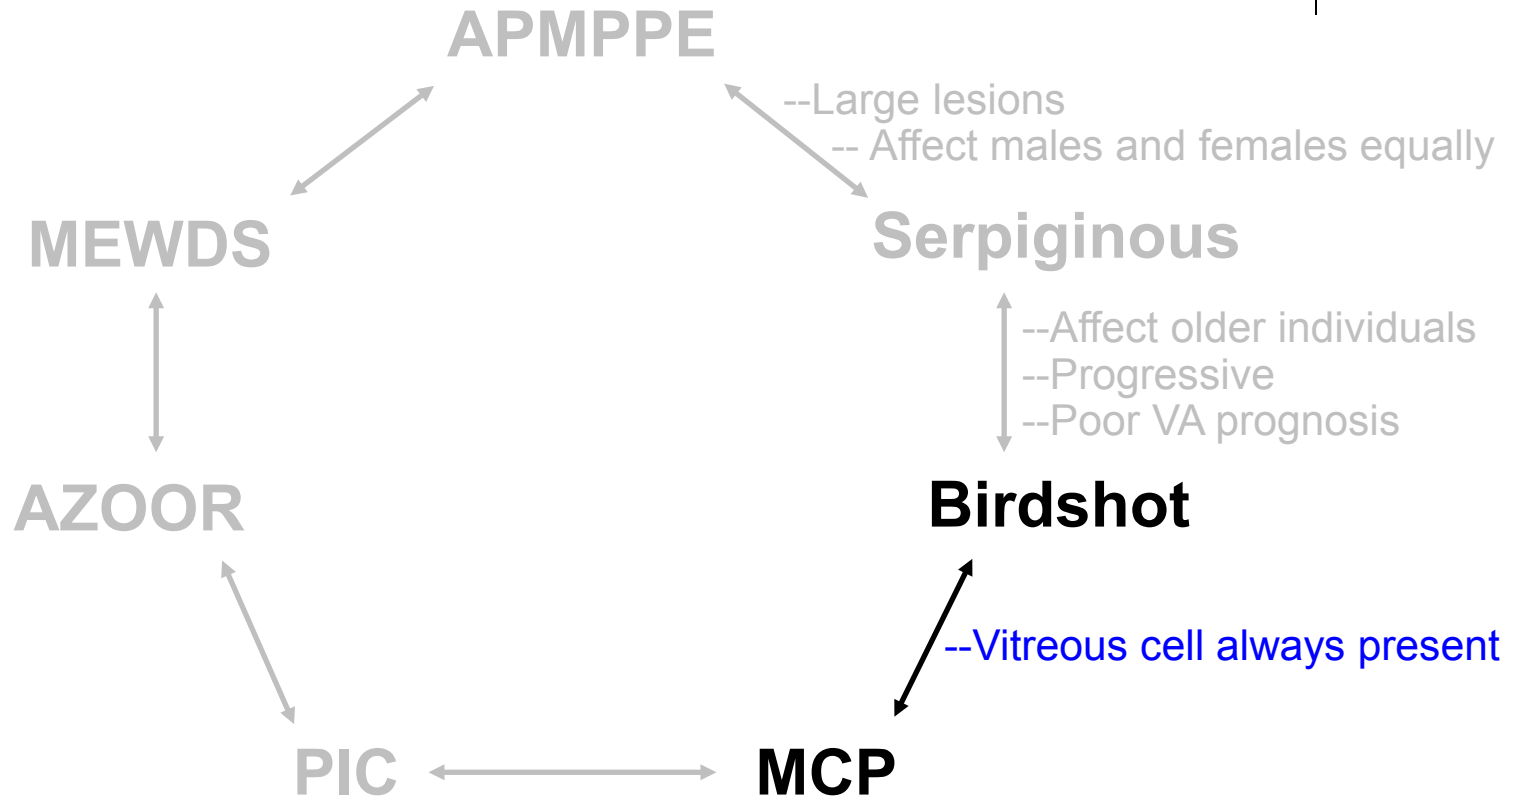 APMPPE
--Large lesions
-- Affect males and females equally
MEWDS
Serpiginous
--Affect older individuals
--Progressive
--Poor VA prognosis
AZOOR
Birdshot
--Vitreous cell always present
PIC
MCP